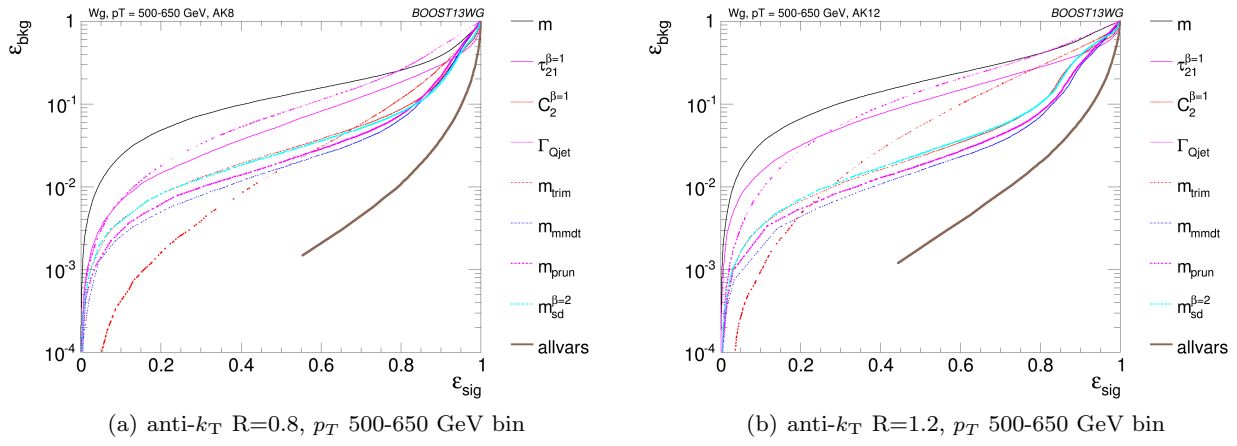 Wg, pT = 500-650 GeV, AK8 BOOST13WG
ε_bkg
1
10^-1
10^-2
10^-3
10^-4
0 0.2 0.4 0.6 0.8 1
ε_sig
m
τ_21^β=1
C_2^β=1
Γ_Qjet
m_trim
m_mmdt
m_prun
m_sd^β=2
allvars
(a) anti-k_T R=0.8, p_T 500-650 GeV bin
Wg, pT = 500-650 GeV, AK12 BOOST13WG
ε_bkg
1
10^-1
10^-2
10^-3
10^-4
0 0.2 0.4 0.6 0.8 1
ε_sig
m
τ_21^β=1
C_2^β=1
Γ_Qjet
m_trim
m_mmdt
m_prun
m_sd^β=2
allvars
(b) anti-k_T R=1.2, p_T 500-650 GeV bin